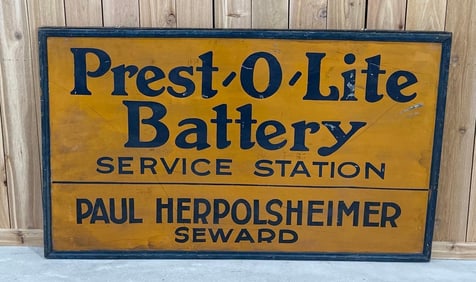 Prest-O-Lite
Battery
SERVICE STATION
PAUL HERPOLSHEIMER
SEWARD